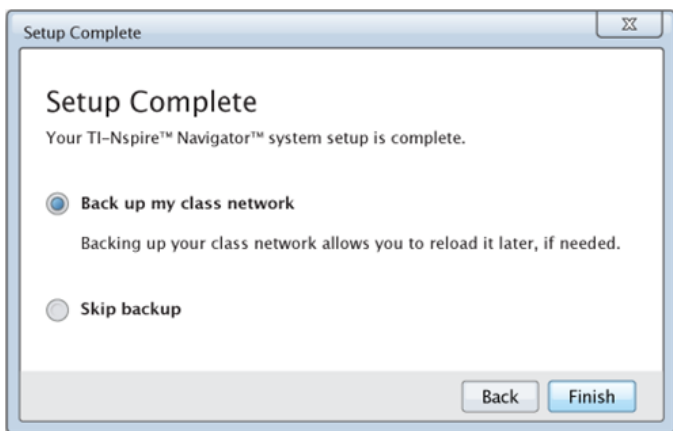 Setup Complete
Setup Complete
Your TI-Nspire™ Navigator™ system setup is complete.
Back up my class network
Backing up your class network allows you to reload it later, if needed.
Skip backup
Back
Finish